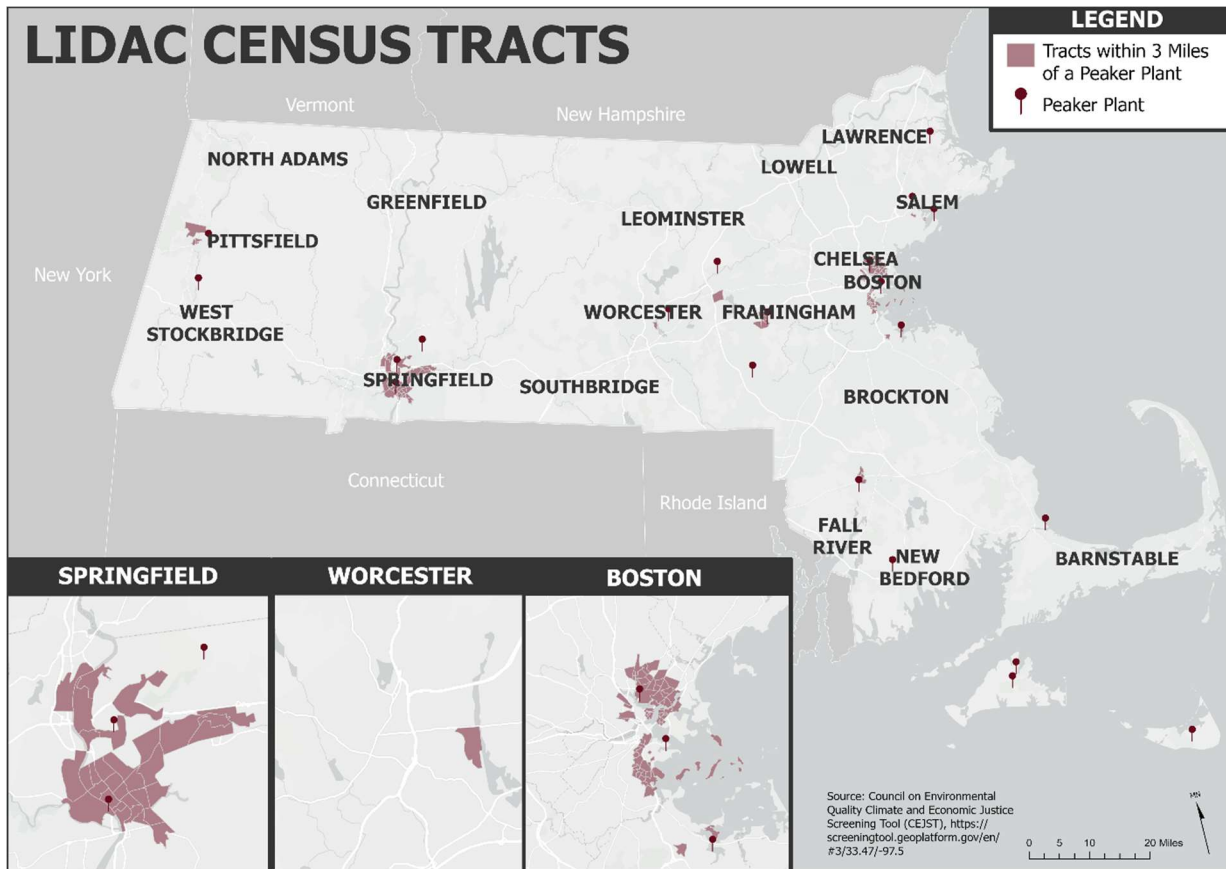 LIDAC CENSUS TRACTS
LEGEND
Tracts within 3 Miles
of a Peaker Plant
Peaker Plant
Vermont
New Hampshire
LAWRENCE
LOWELL
NORTH ADAMS
GREENFIELD
SALEM
LEOMINSTER
PITTSFIELD
CHELSEA
New York
BOSTON
WEST
STOCKBRIDGE
WORCESTER
FRAMINGHAM
SPRINGFIELD
SOUTHBRIDGE
BROCKTON
Connecticut
Rhode Island
FALL
RIVER
NEW
BEDFORD
BARNSTABLE
SPRINGFIELD
WORCESTER
BOSTON
Source: Council on Environmental
Quality Climate and Economic Justice
Screening Tool (CEJST), https://
screeningtool.geoplatform.gov/en/
#3/33.47/-97.5
MN
0 5 10 20 Miles